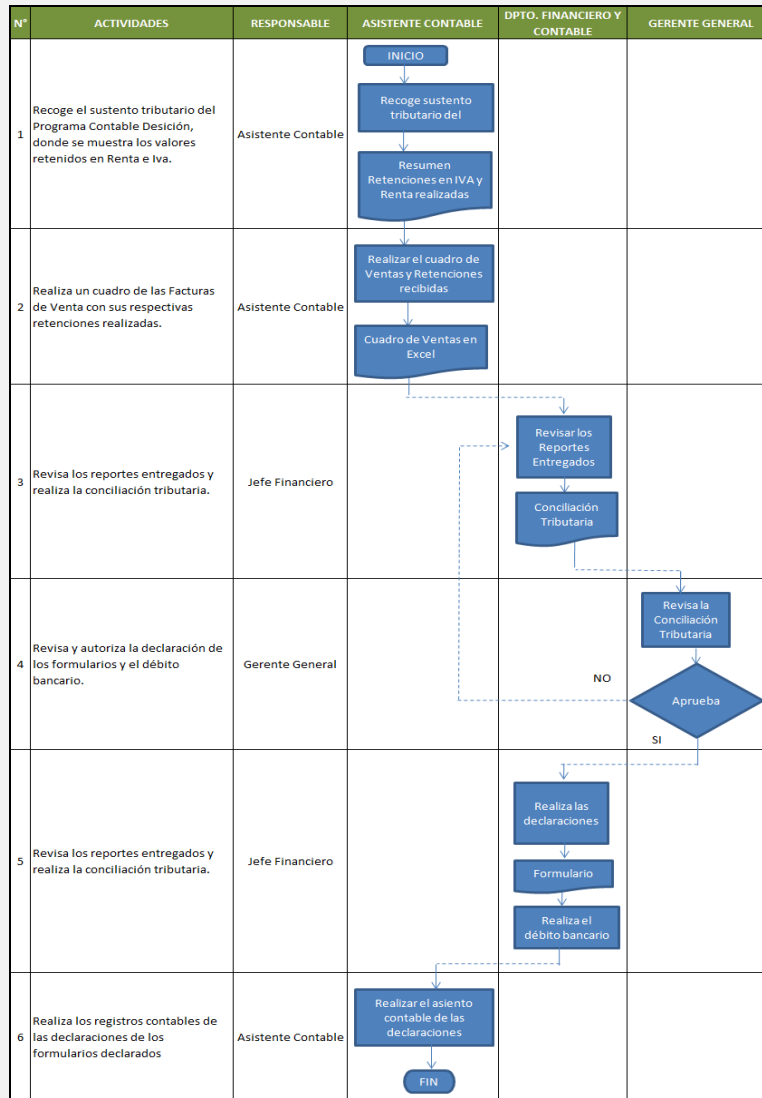 N°
ACTIVIDADES
RESPONSABLE
ASISTENTE CONTABLE
DPTO. FINANCIERO Y
CONTABLE
GERENTE GENERAL
1
Recoge el sustento tributario del
Programa Contable Desición,
donde se muestra los valores
retenidos en Renta e Iva.
Asistente Contable
INICIO
Recoge sustento
tributario del
Resumen
Retenciones en IVA y
Renta realizadas
2
Realiza un cuadro de las Facturas
de Venta con sus respectivas
retenciones realizadas.
Asistente Contable
Realizar el cuadro de
Ventas y Retenciones
recibidas
Cuadro de Ventas en
Excel
3
Revisa los reportes entregados y
realiza la conciliación tributaria.
Jefe Financiero
Revisar los
Reportes
Entregados
Conciliación
Tributaria
4
Revisa y autoriza la declaración de
los formularios y el débito
bancario.
Gerente General
Revisa la
Conciliación
Tributaria
NO
Aprueba
SI
5
Revisa los reportes entregados y
realiza la conciliación tributaria.
Jefe Financiero
Realiza las
declaraciones
Formulario
Realiza el
débito bancario
6
Realiza los registros contables de
las declaraciones de los
formularios declarados
Asistente Contable
Realizar el asiento
contable de las
declaraciones
FIN